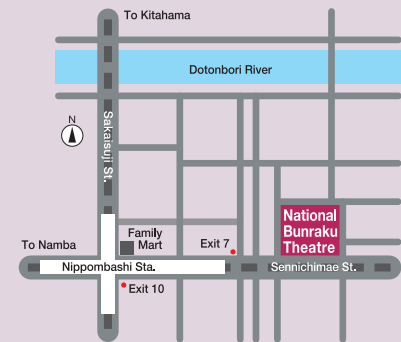 To Kitahama
Dotonbori River
N
Sakaisuji St.
National
Bunraku
Theatre
Family
Mart
Exit 7
To Namba
Nippombashi Sta.
Sennichimae St.
Exit 10